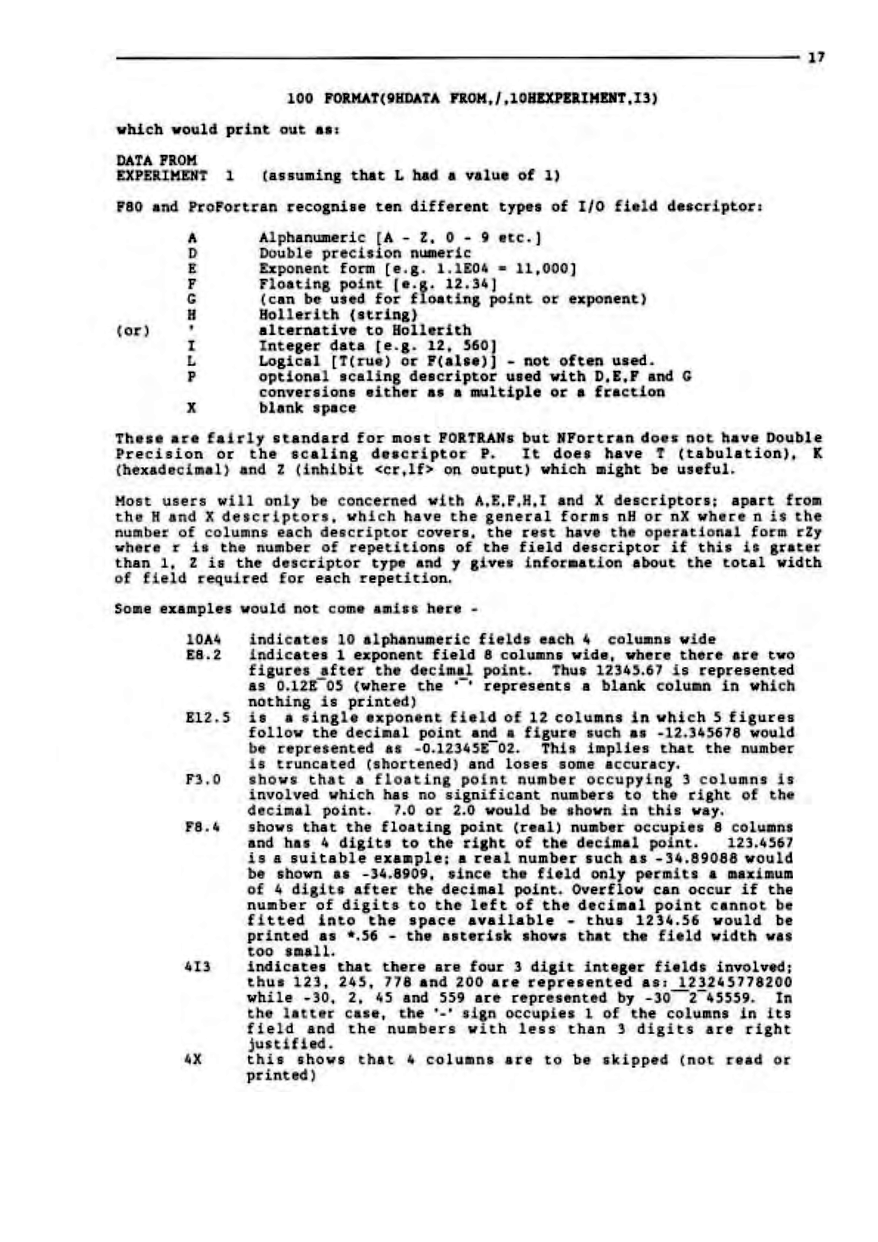 17
100 FORMAT(9HDATA FROM,/,10HEXPERIMENT,I3)
which would print out as:
DATA FROM
EXPERIMENT 1 (assuming that L had a value of 1)
F80 and ProFortran recognise ten different types of I/O field descriptor:
A Alphanumeric [A - Z, 0 - 9 etc.]
D Double precision numeric
E Exponent form [e.g. 1.1E04 = 11,000]
F Floating point [e.g. 12.34]
G (can be used for floating point or exponent)
H Hollerith {string}
(or) ' alternative to Hollerith
I Integer data [e.g. 12, 560]
L Logical [T(rue) or F(alse)] - not often used.
P optional scaling descriptor used with D,E,F and G
conversions either as a multiple or a fraction
X blank space
These are fairly standard for most FORTRANs but NFortran does not have Double
Precision or the scaling descriptor P. It does have T (tabulation), K
(hexadecimal) and Z (inhibit <cr,lf> on output) which might be useful.
Most users will only be concerned with A,E,F,H,I and X descriptors; apart from
the H and X descriptors, which have the general forms nH or nX where n is the
number of columns each descriptor covers, the rest have the operational form rZy
where r is the number of repetitions of the field descriptor if this is grater
than 1, Z is the descriptor type and y gives information about the total width
of field required for each repetition.
Some examples would not come amiss here -
10A4 indicates 10 alphanumeric fields each 4 columns wide
E8.2 indicates 1 exponent field 8 columns wide, where there are two
figures after the decimal point. Thus 12345.67 is represented
as 0.12E_05 (where the '_' represents a blank column in which
nothing is printed)
E12.5 is a single exponent field of 12 columns in which 5 figures
follow the decimal point and a figure such as -12.345678 would
be represented as -0.12345E_02. This implies that the number
is truncated (shortened) and loses some accuracy.
F3.0 shows that a floating point number occupying 3 columns is
involved which has no significant numbers to the right of the
decimal point. 7.0 or 2.0 would be shown in this way.
F8.4 shows that the floating point (real) number occupies 8 columns
and has 4 digits to the right of the decimal point. 123.4567
is a suitable example; a real number such as -34.89088 would
be shown as -34.8909, since the field only permits a maximum
of 4 digits after the decimal point. Overflow can occur if the
number of digits to the left of the decimal point cannot be
fitted into the space available - thus 1234.56 would be
printed as *.56 - the asterisk shows that the field width was
too small.
4I3 indicates that there are four 3 digit integer fields involved;
thus 123, 245, 778 and 200 are represented as: 123245778200
while -30, 2, 45 and 559 are represented by -30__2_45559. In
the latter case, the '-' sign occupies 1 of the columns in its
field and the numbers with less than 3 digits are right
justified.
4X this shows that 4 columns are to be skipped (not read or
printed)